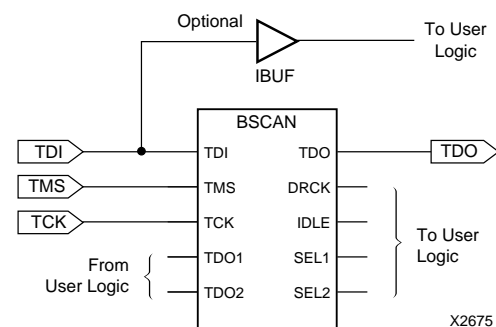 Optional
To User
Logic
IBUF
BSCAN
TDI
TDI
TDO
TDO
TMS
TMS
DRCK
TCK
TCK
IDLE
To User
Logic
From
User Logic
TDO1
SEL1
TDO2
SEL2
X2675